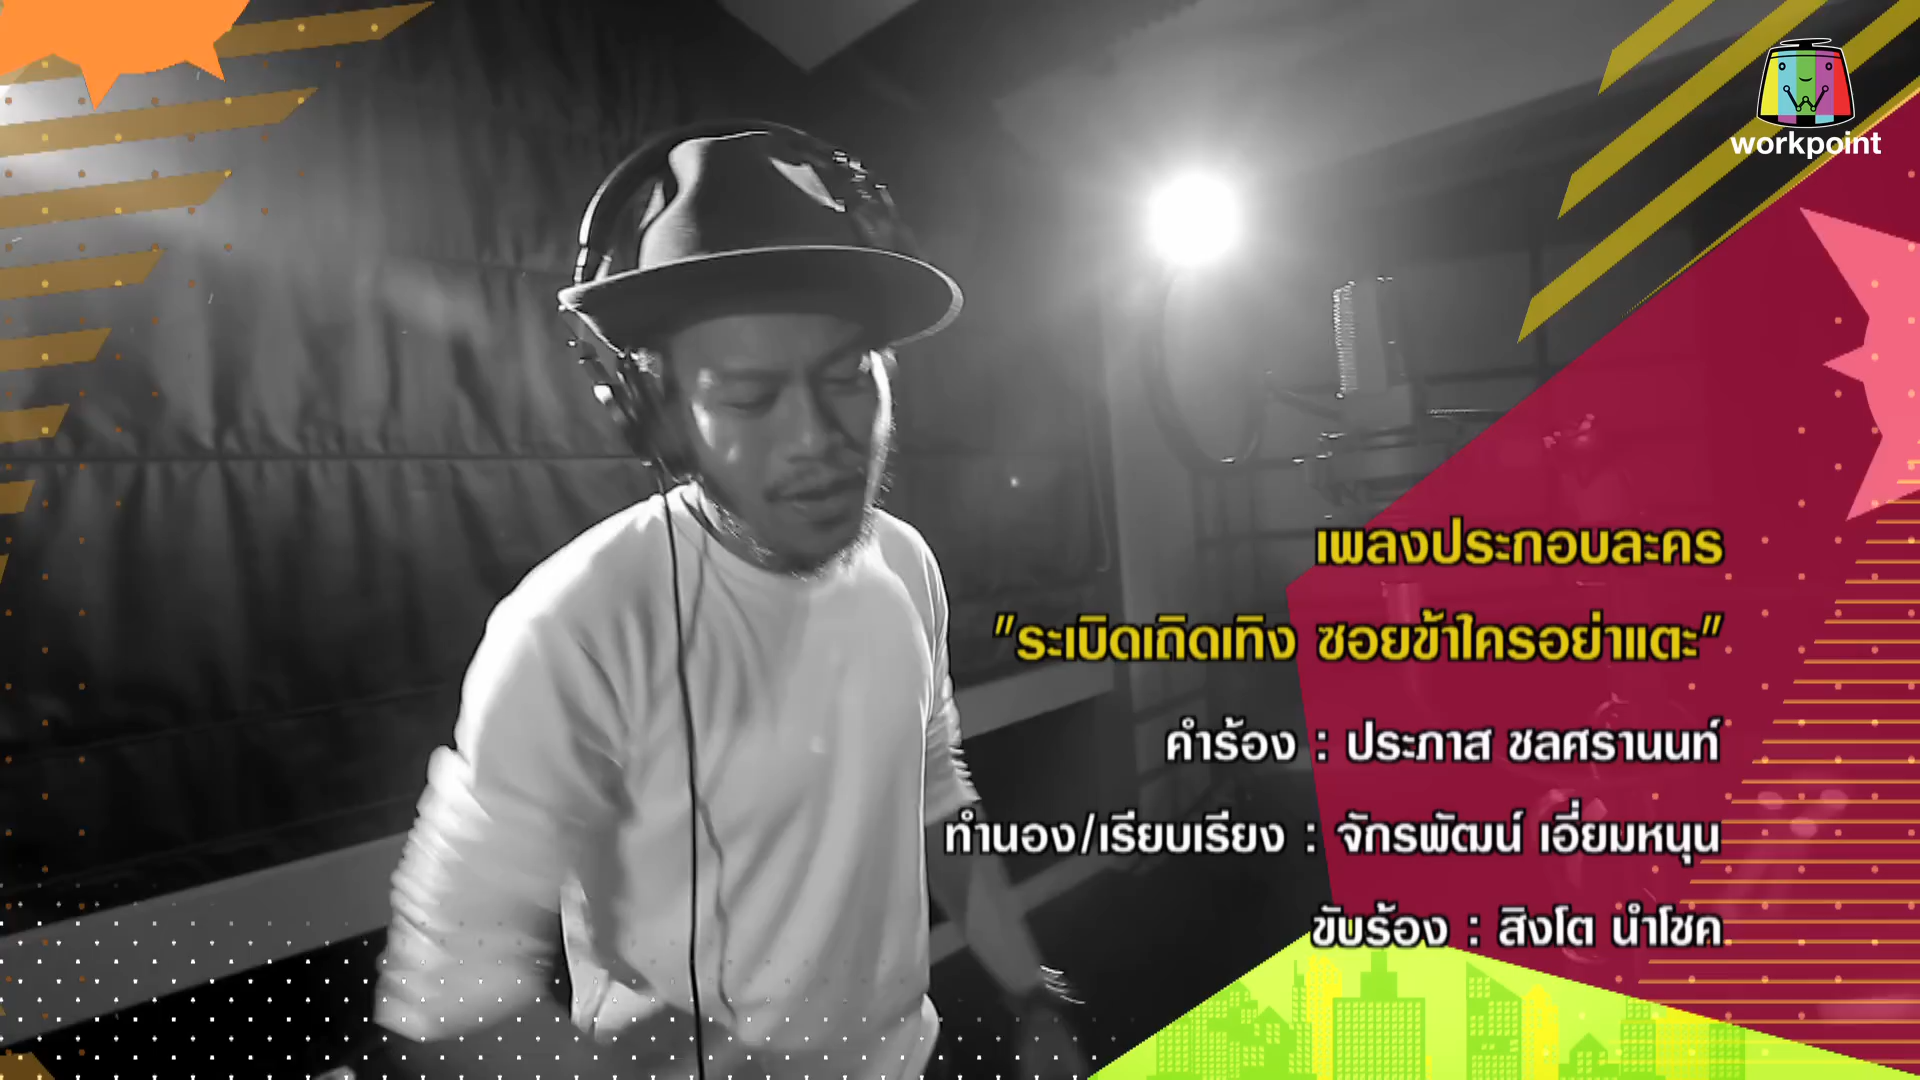 workpoint
เพลงประกอบละคร
"ระเบิดเถิดเทิง ซอยข้าใครอย่าแตะ"
คำร้อง : ประภาส ชลศรานนท์
ทำนอง/เรียบเรียง : จักรพัฒน์ เอี่ยมหนุน
ขับร้อง : สิงโต นำโชค